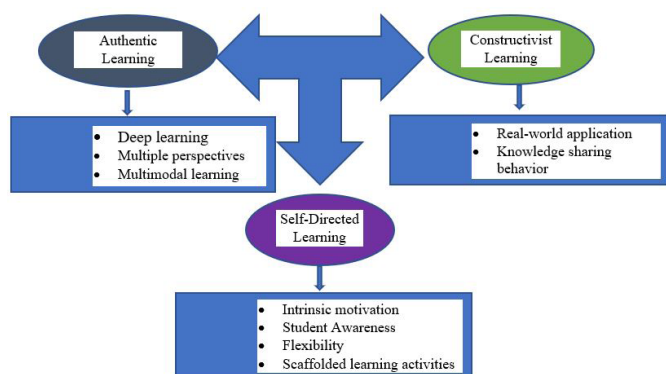 Authentic
Learning
Constructivist
Learning
• Deep learning
• Multiple perspectives
• Multimodal learning
• Real-world application
• Knowledge sharing
behavior
Self-Directed
Learning
• Intrinsic motivation
• Student Awareness
• Flexibility
• Scaffolded learning activities